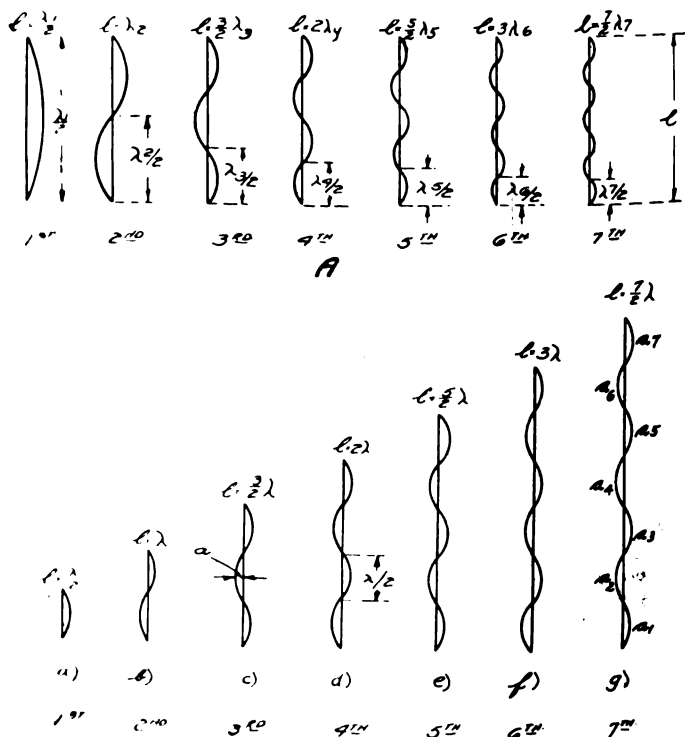 l=λ1/2 l=λ2 l=3/2 λ3 l=2λ4 l=5/2 λ5 l=3λ6 l=7/2 λ7
λ2/2 λ3/2 λ4/2 λ5/2 λ6/2 λ7/2 l
1ST 2ND 3RD 4TH 5TH 6TH 7TH
A
l=7/2 λ
a7
l=3λ
a6
l=5/2 λ
a5
l=2λ
a4
l=3/2 λ
l=λ
a
a3
λ/2
a2
a1
a) b) c) d) e) f) g)
1ST 2ND 3RD 4TH 5TH 6TH 7TH